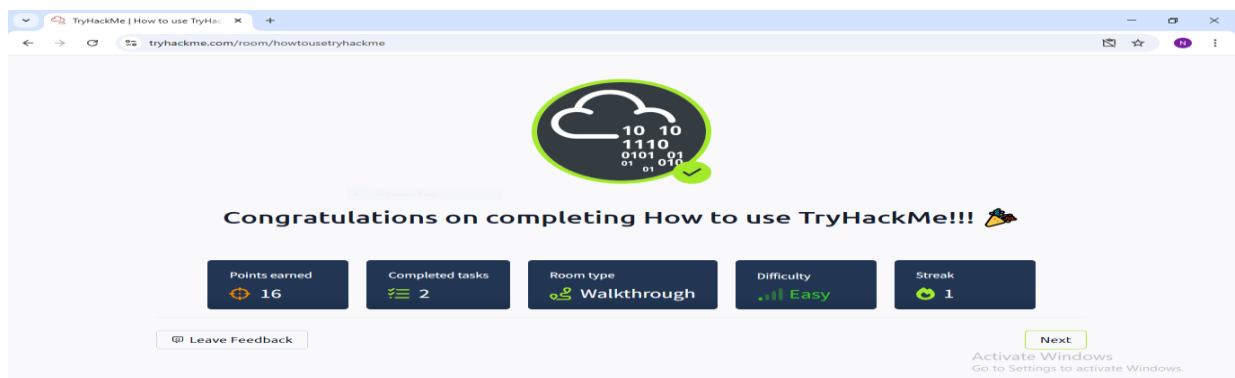 TryHackMe | How to use TryHac
tryhackme.com/room/howtousetryhackme
N
10 10
1110
0101 01
01 010
01
Congratulations on completing How to use TryHackMe!!!
Points earned
16
Completed tasks
2
Room type
Walkthrough
Difficulty
Easy
Streak
1
Leave Feedback
Next
Activate Windows
Go to Settings to activate Windows.